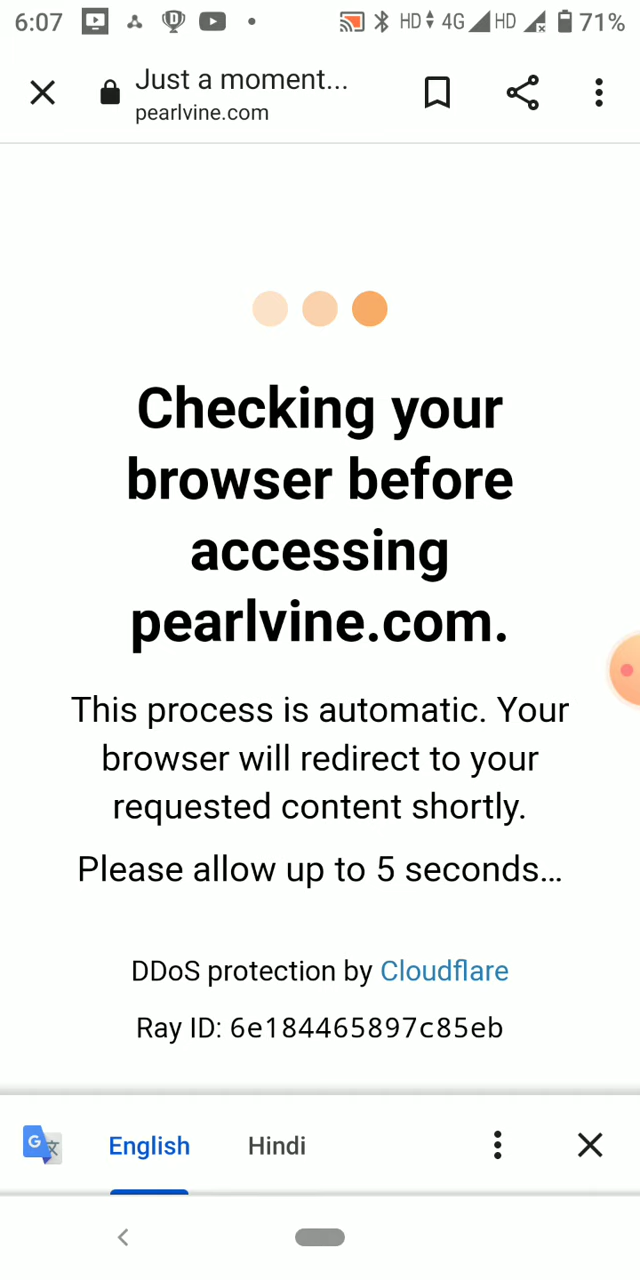 6:07 HD 4G HD 71%
Just a moment...
pearlvine.com
Checking your
browser before
accessing
pearlvine.com.
This process is automatic. Your
browser will redirect to your
requested content shortly.
Please allow up to 5 seconds...
DDoS protection by Cloudflare
Ray ID: 6e184465897c85eb
G 文 English Hindi